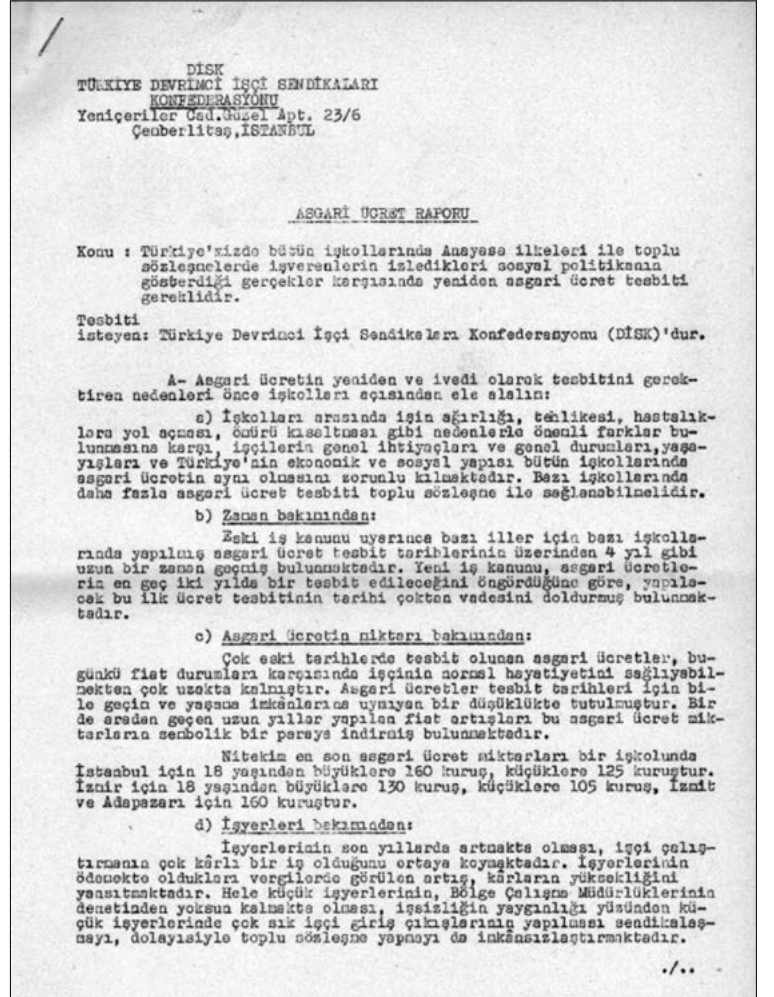 /
DİSK
TÜRKİYE DEVRİMCİ İŞÇİ SENDİKALARI
KONFEDERASYONU
Yeniçeriler Cad.Güzel Apt. 23/6
Çemberlitaş,İSTANBUL
ASGARİ ÜCRET RAPORU
Konu : Türkiye'mizde bütün işkollarında Anayasa ilkeleri ile toplu
sözleşmelerde işverenlerin izledikleri sosyal politikanın
gösterdiği gerçekler karşısında yeniden asgari ücret tesbiti
gereklidir.
Tesbiti
isteyen: Türkiye Devrimci İşçi Sendikaları Konfederasyonu (DİSK)'dur.
A- Asgari ücretin yeniden ve ivedi olarak tesbitini gerek-
tiren nedenleri önce işkolları açısından ele alalım:
a) İşkolları arasında işin ağırlığı, tehlikesi, hastalık-
lara yol açması, ömürü kısaltması gibi nedenlerle önemli farklar bu-
lunmasına karşı, işçilerin genel ihtiyaçları ve genel durumları,yaşa-
yışları ve Türkiye'nin ekonomik ve sosyal yapısı bütün işkollarında
asgari ücretin aynı olmasını zorunlu kılmaktadır. Bazı işkollarında
daha fazla asgari ücret tesbiti toplu sözleşme ile sağlanabilmelidir.
b) Zaman bakımından:
Eski iş kanunu uyarınca bazı iller için bazı işkolla-
rında yapılmış asgari ücret tesbit tarihlerinin üzerinden 4 yıl gibi
uzun bir zaman geçmiş bulunmaktadır. Yeni iş kanunu, asgari ücretle-
rin en geç iki yılda bir tesbit edileceğini öngördüğüne göre, yapıla-
cak bu ilk ücret tesbitinin tarihi çoktan vadesini doldurmuş bulunmak-
tadır.
c) Asgari ücretin miktarı bakımından:
Çok eski tarihlerde tesbit olunan asgari ücretler, bu-
günkü fiat durumları karşısında işçinin normal hayatiyetini sağlıyabil-
mekten çok uzakta kalmıştır. Asgari ücretler tesbit tarihleri için bi-
le geçin ve yaşama imkânlarına uymıyan bir düşüklükte tutulmuştur. Bir
de aradan geçen uzun yıllar yapılan fiat artışları bu asgari ücret mik-
tarların sembolik bir paraya indirmiş bulunmaktadır.
Nitekim en son asgari ücret miktarları bir işkolunda
İstanbul için 18 yaşından büyüklere 160 kuruş, küçüklere 125 kuruştur.
İzmir için 18 yaşından büyüklere 130 kuruş, küçüklere 105 kuruş, İzmit
ve Adapazarı için 160 kuruştur.
d) İşyerleri bakımından:
İşyerlerinin son yıllarda artmakta olması, işçi çalış-
tırmanın çok kârlı bir iş olduğunu ortaya koymaktadır. İşyerlerinin
ödemekte oldukları vergilerde görülen artış, kârların yüksekliğini
yansıtmaktadır. Hele küçük işyerlerinin, Bölge Çalışma Müdürlüklerinin
denetinden yoksun kalmakta olması, işsizliğin yaygınlığı yüzünden kü-
çük işyerlerinde çok sık işçi giriş çıkışlarının yapılması sendikalaş-
mayı, dolayısiyle toplu sözleşme yapmayı da imkânsızlaştırmaktadır.
./..